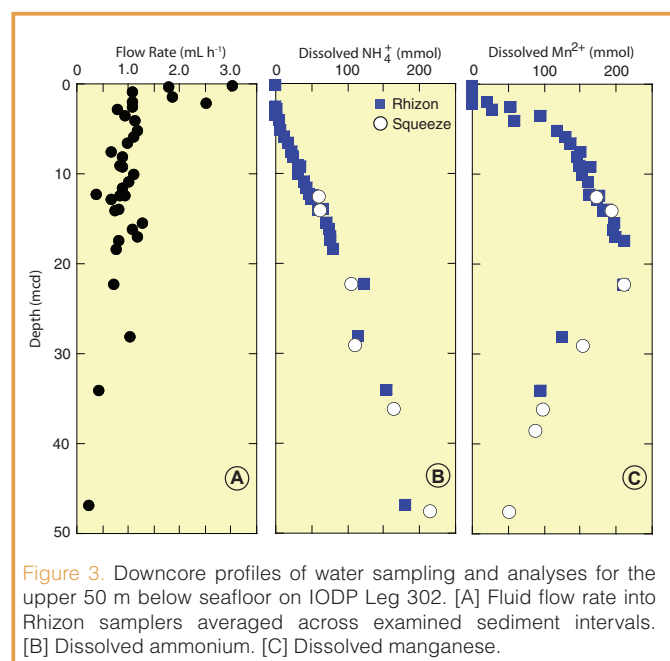 Flow Rate (mL h⁻¹)
0 1.0 2.0 3.0
Dissolved NH₄⁺ (mmol)
0 100 200
Dissolved Mn²⁺ (mmol)
0 100 200
Depth (mcd)
0
10
20
30
40
50
Rhizon
Squeeze
A
B
C
Figure 3. Downcore profiles of water sampling and analyses for the
upper 50 m below seafloor on IODP Leg 302. [A] Fluid flow rate into
Rhizon samplers averaged across examined sediment intervals.
[B] Dissolved ammonium. [C] Dissolved manganese.